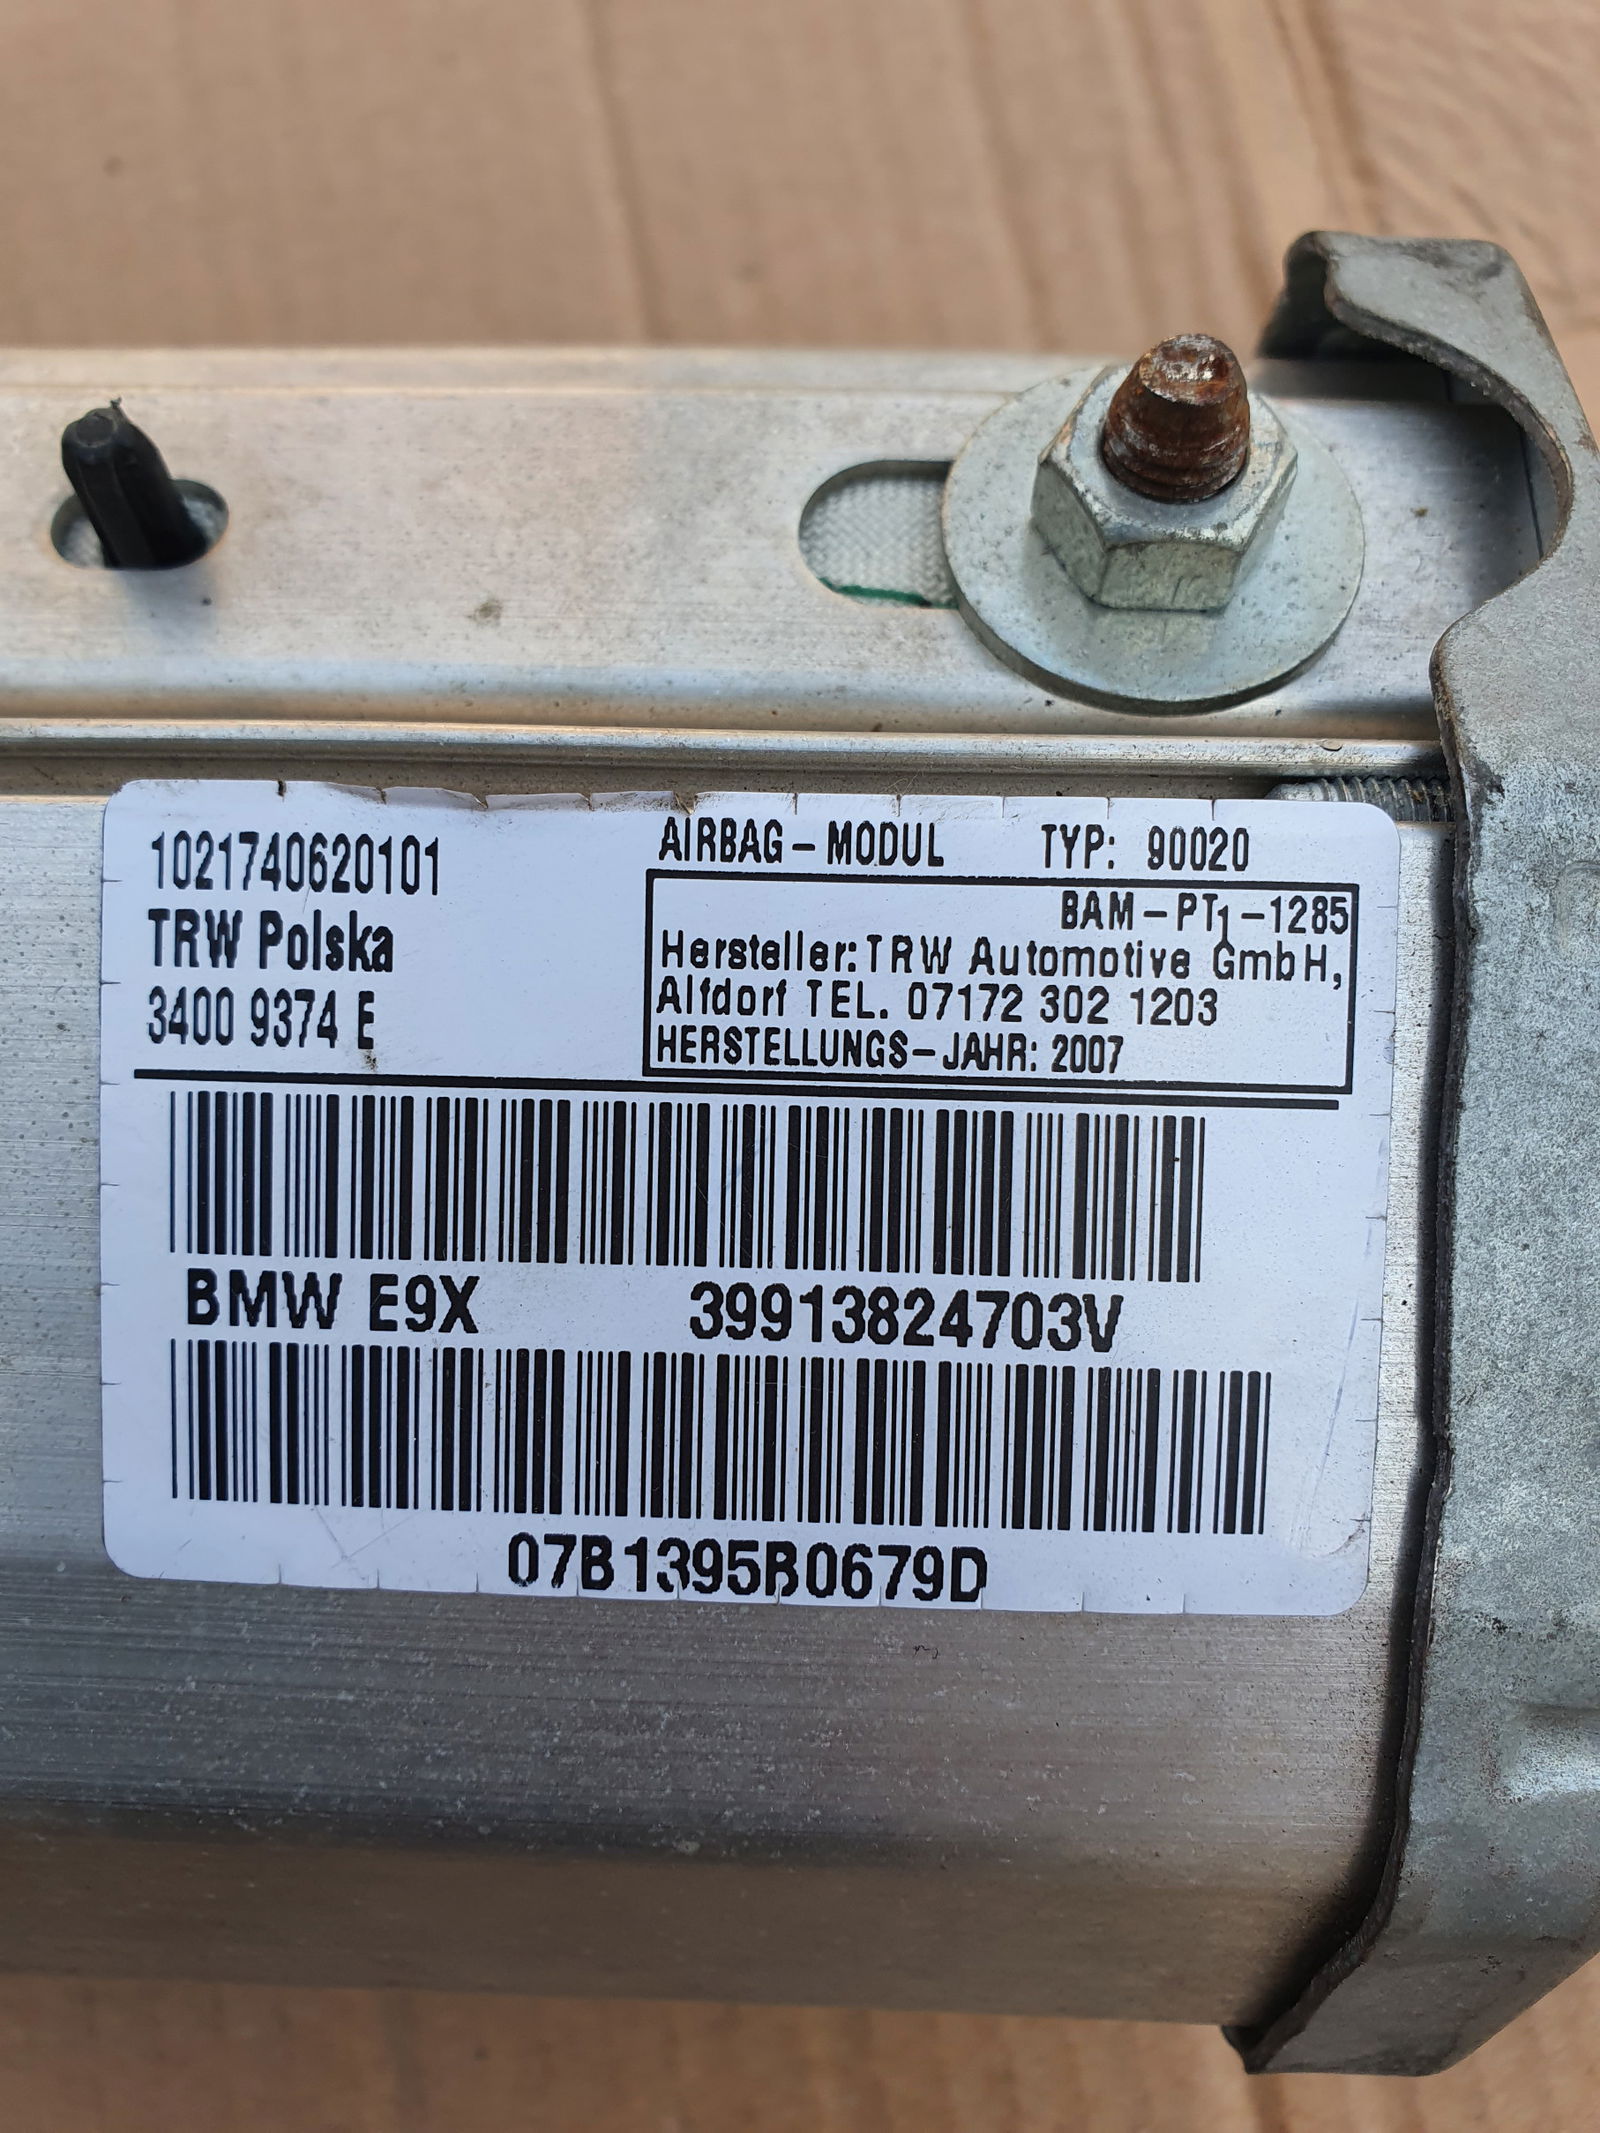 1021740620101
TRW Polska
3400 9374 E
AIRBAG-MODUL TYP: 90020
BAM-PT1-1285
Hersteller: TRW Automotive GmbH,
Alfdorf TEL. 07172 302 1203
HERSTELLUNGS-JAHR: 2007
BMW E9X 39913824703V
07B1395B0679D